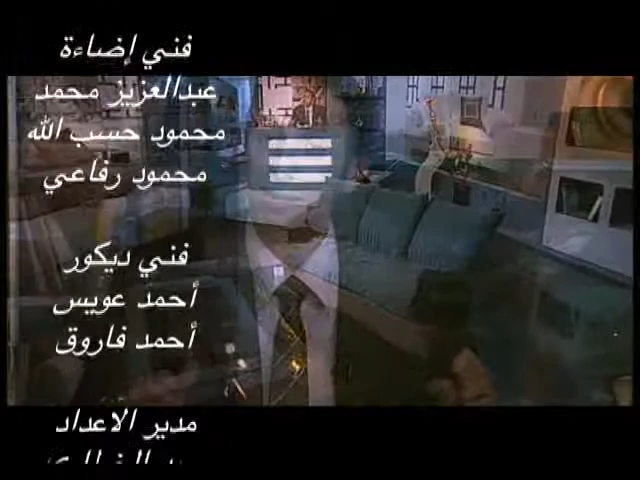 فني إضاءة
عبدالعزيز محمد
محمود حسب الله
محمود رفاعي
فني ديكور
أحمد عويس
أحمد فاروق
مدير الاعداد